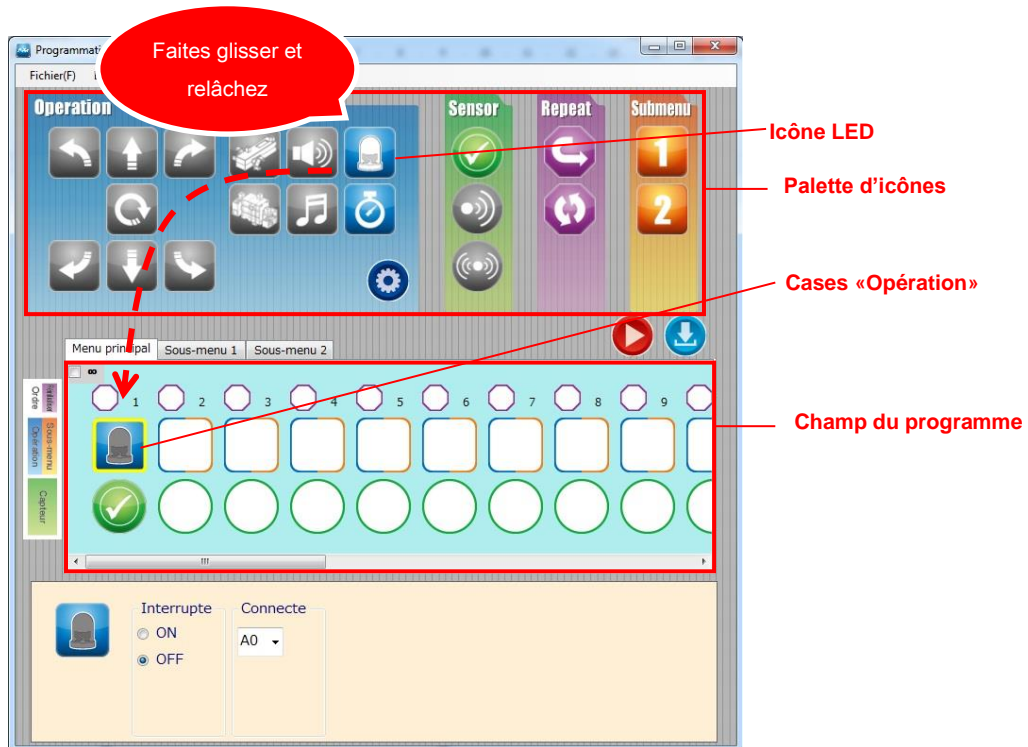 Faites glisser et
relâchez
Programmati
Fichier(F)
Operation
Sensor
Repeat
Submenu
1
2
Icône LED
Palette d'icônes
Cases «Opération»
Champ du programme
Menu principal
Sous-menu 1
Sous-menu 2
∞
1 2 3 4 5 6 7 8 9
Ordre
Sous-menu
Opération
Capteur
Interrupte
ON
OFF
Connecte
A0